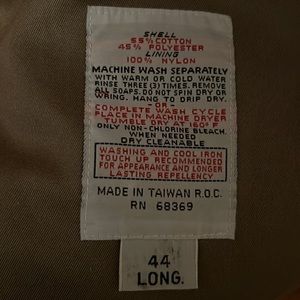 SHELL
55% COTTON
45% POLYESTER
LINING
100% NYLON
MACHINE WASH SEPARATELY
WITH WARM OR COLD WATER
RINSE THREE (3) TIMES. REMOVE
ALL SOAPS. DO NOT SPIN DRY OR
WRING. HANG TO DRIP DRY.
-OR-
COMPLETE WASH CYCLE
PLACE IN MACHINE DRYER
TUMBLE DRY AT 160° F
ONLY NON-CHLORINE BLEACH,
WHEN NEEDED
DRY CLEANABLE
WASHING AND COOL IRON
TOUCH UP RECOMMENDED
FOR APPEARANCE AND LONGER
LASTING REPELLENCY
MADE IN TAIWAN R.O.C.
RN 68369
44
LONG.